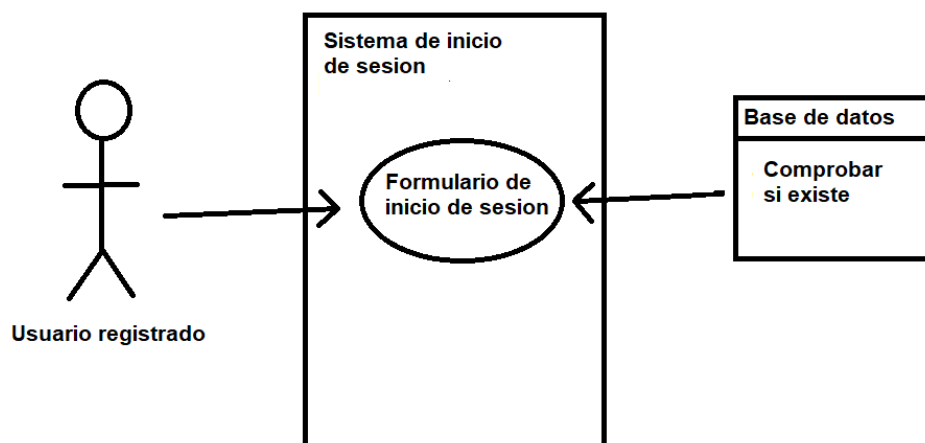 Sistema de inicio
de sesion
Base de datos
Comprobar
si existe
Formulario de
inicio de sesion
Usuario registrado